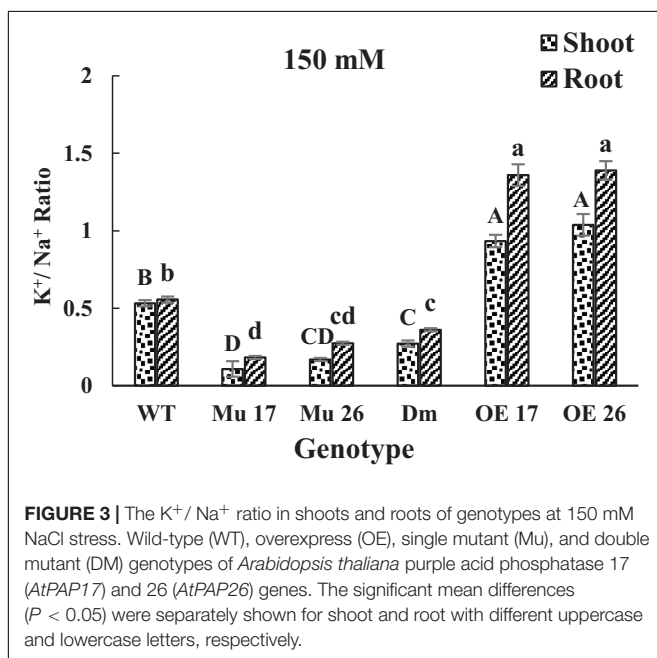 150 mM
Shoot
Root
2
1.5
1
0.5
0
K+/ Na+ Ratio
B b
D d
CD cd
C c
A a
A a
WT Mu 17 Mu 26 Dm OE 17 OE 26
Genotype
FIGURE 3 | The K+/ Na+ ratio in shoots and roots of genotypes at 150 mM
NaCl stress. Wild-type (WT), overexpress (OE), single mutant (Mu), and double
mutant (DM) genotypes of Arabidopsis thaliana purple acid phosphatase 17
(AtPAP17) and 26 (AtPAP26) genes. The significant mean differences
(P < 0.05) were separately shown for shoot and root with different uppercase
and lowercase letters, respectively.